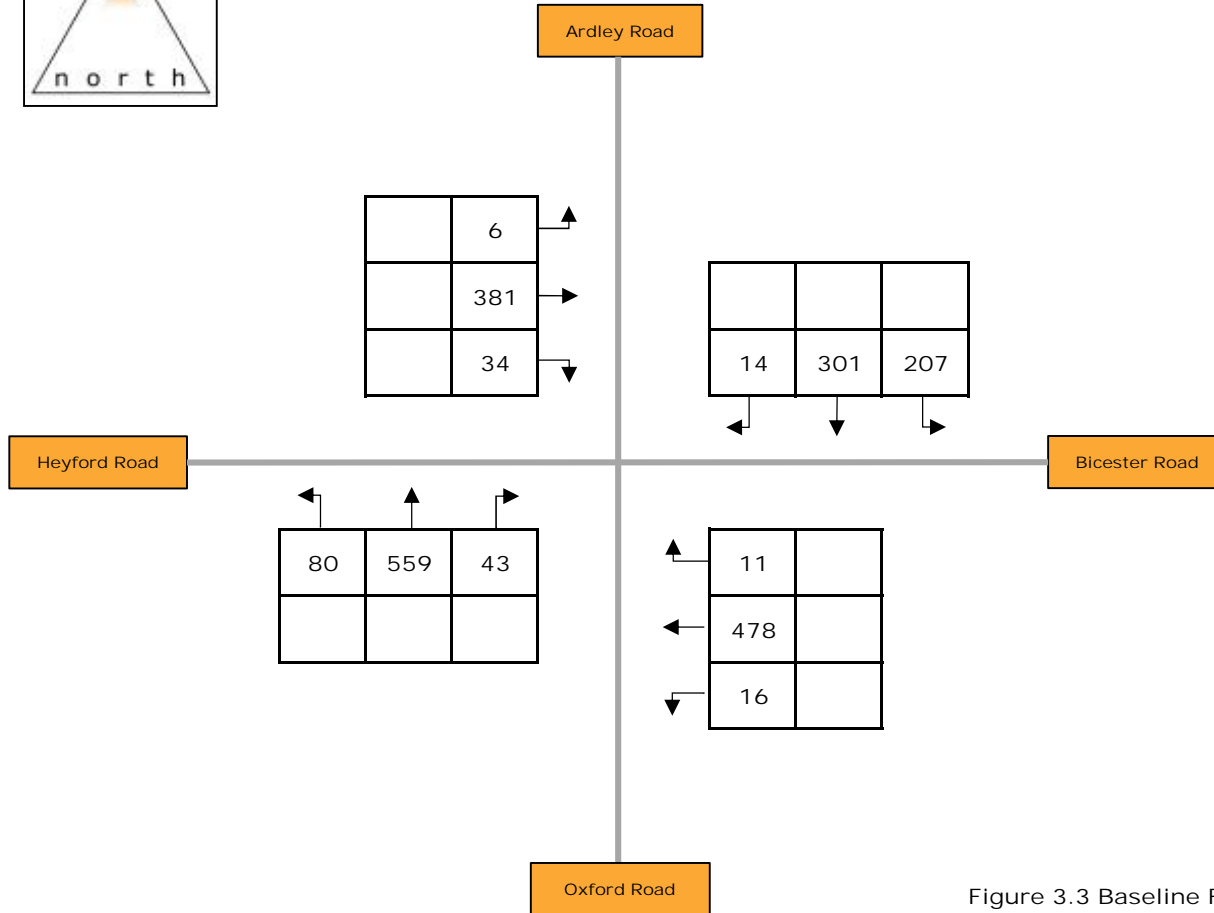 Ardley Road
north
6
381
34
14 301 207
Heyford Road
Bicester Road
80 559 43
11
478
16
Oxford Road
Figure 3.3 Baseline